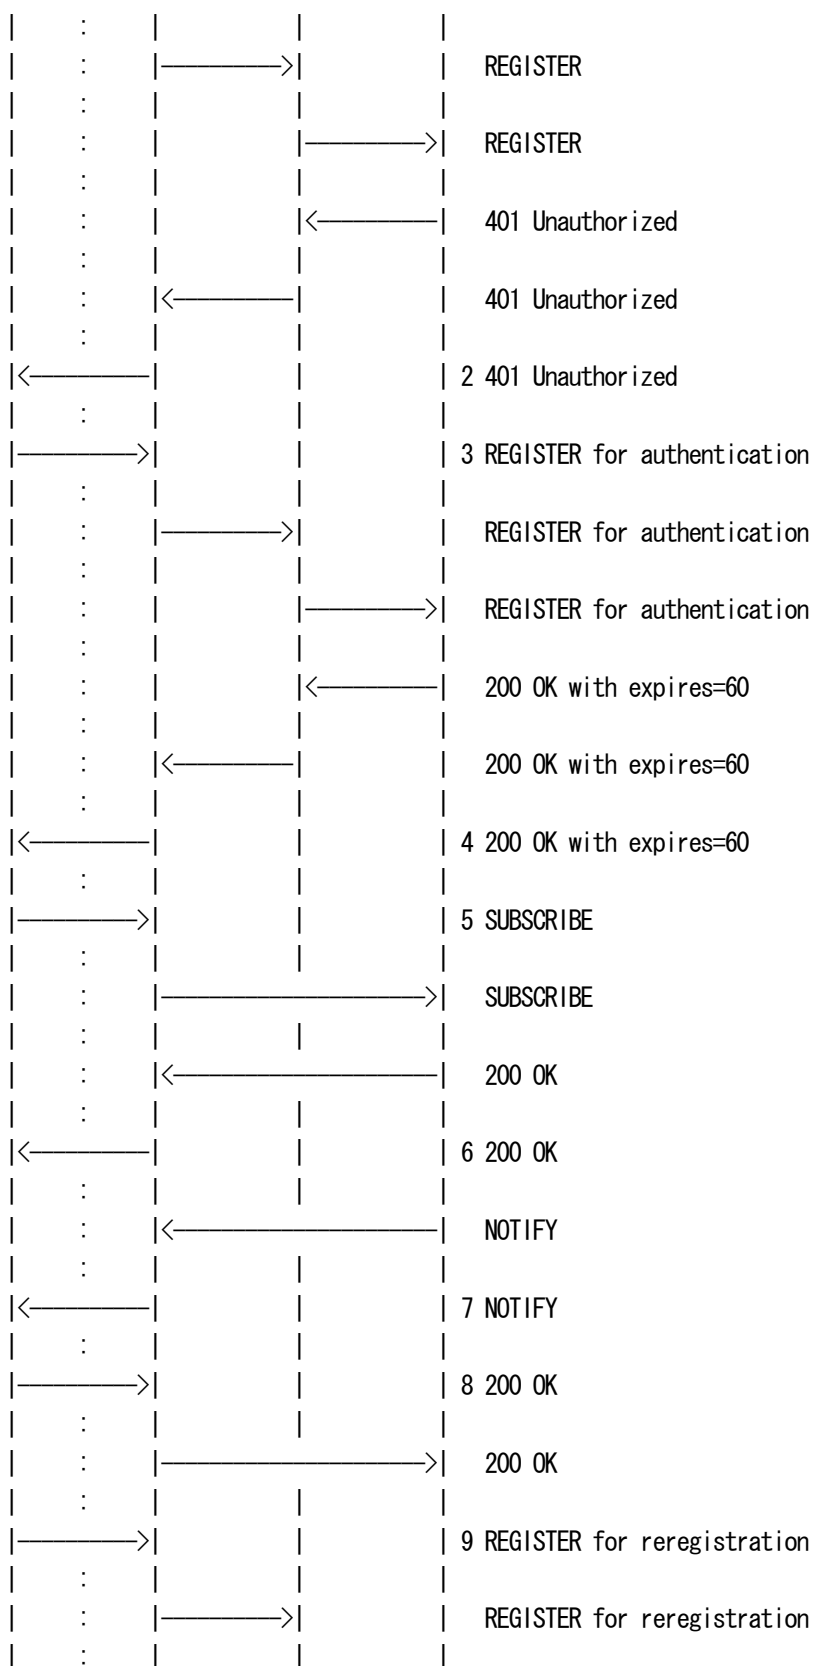 REGISTER
REGISTER
401 Unauthorized
401 Unauthorized
2 401 Unauthorized
3 REGISTER for authentication
REGISTER for authentication
REGISTER for authentication
200 OK with expires=60
200 OK with expires=60
4 200 OK with expires=60
5 SUBSCRIBE
SUBSCRIBE
200 OK
6 200 OK
NOTIFY
7 NOTIFY
8 200 OK
200 OK
9 REGISTER for reregistration
REGISTER for reregistration